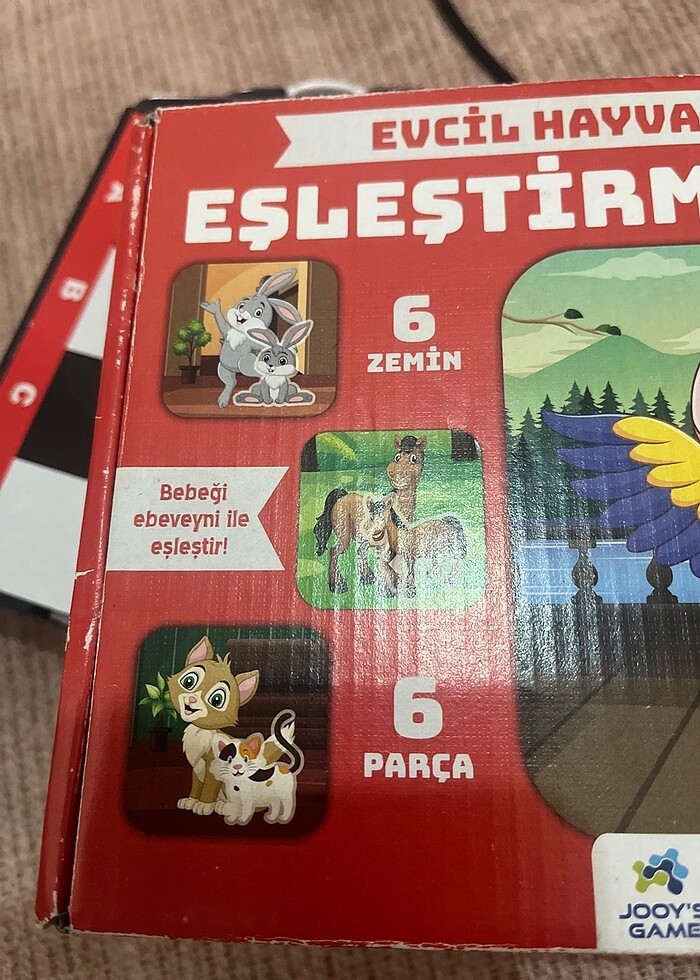 EVCİL HAYVA
EŞLEŞTİRM
6
ZEMİN
Bebeği
ebeveyni ile
eşleştir!
6
PARÇA
JOOY'S
GAME
A
B
C